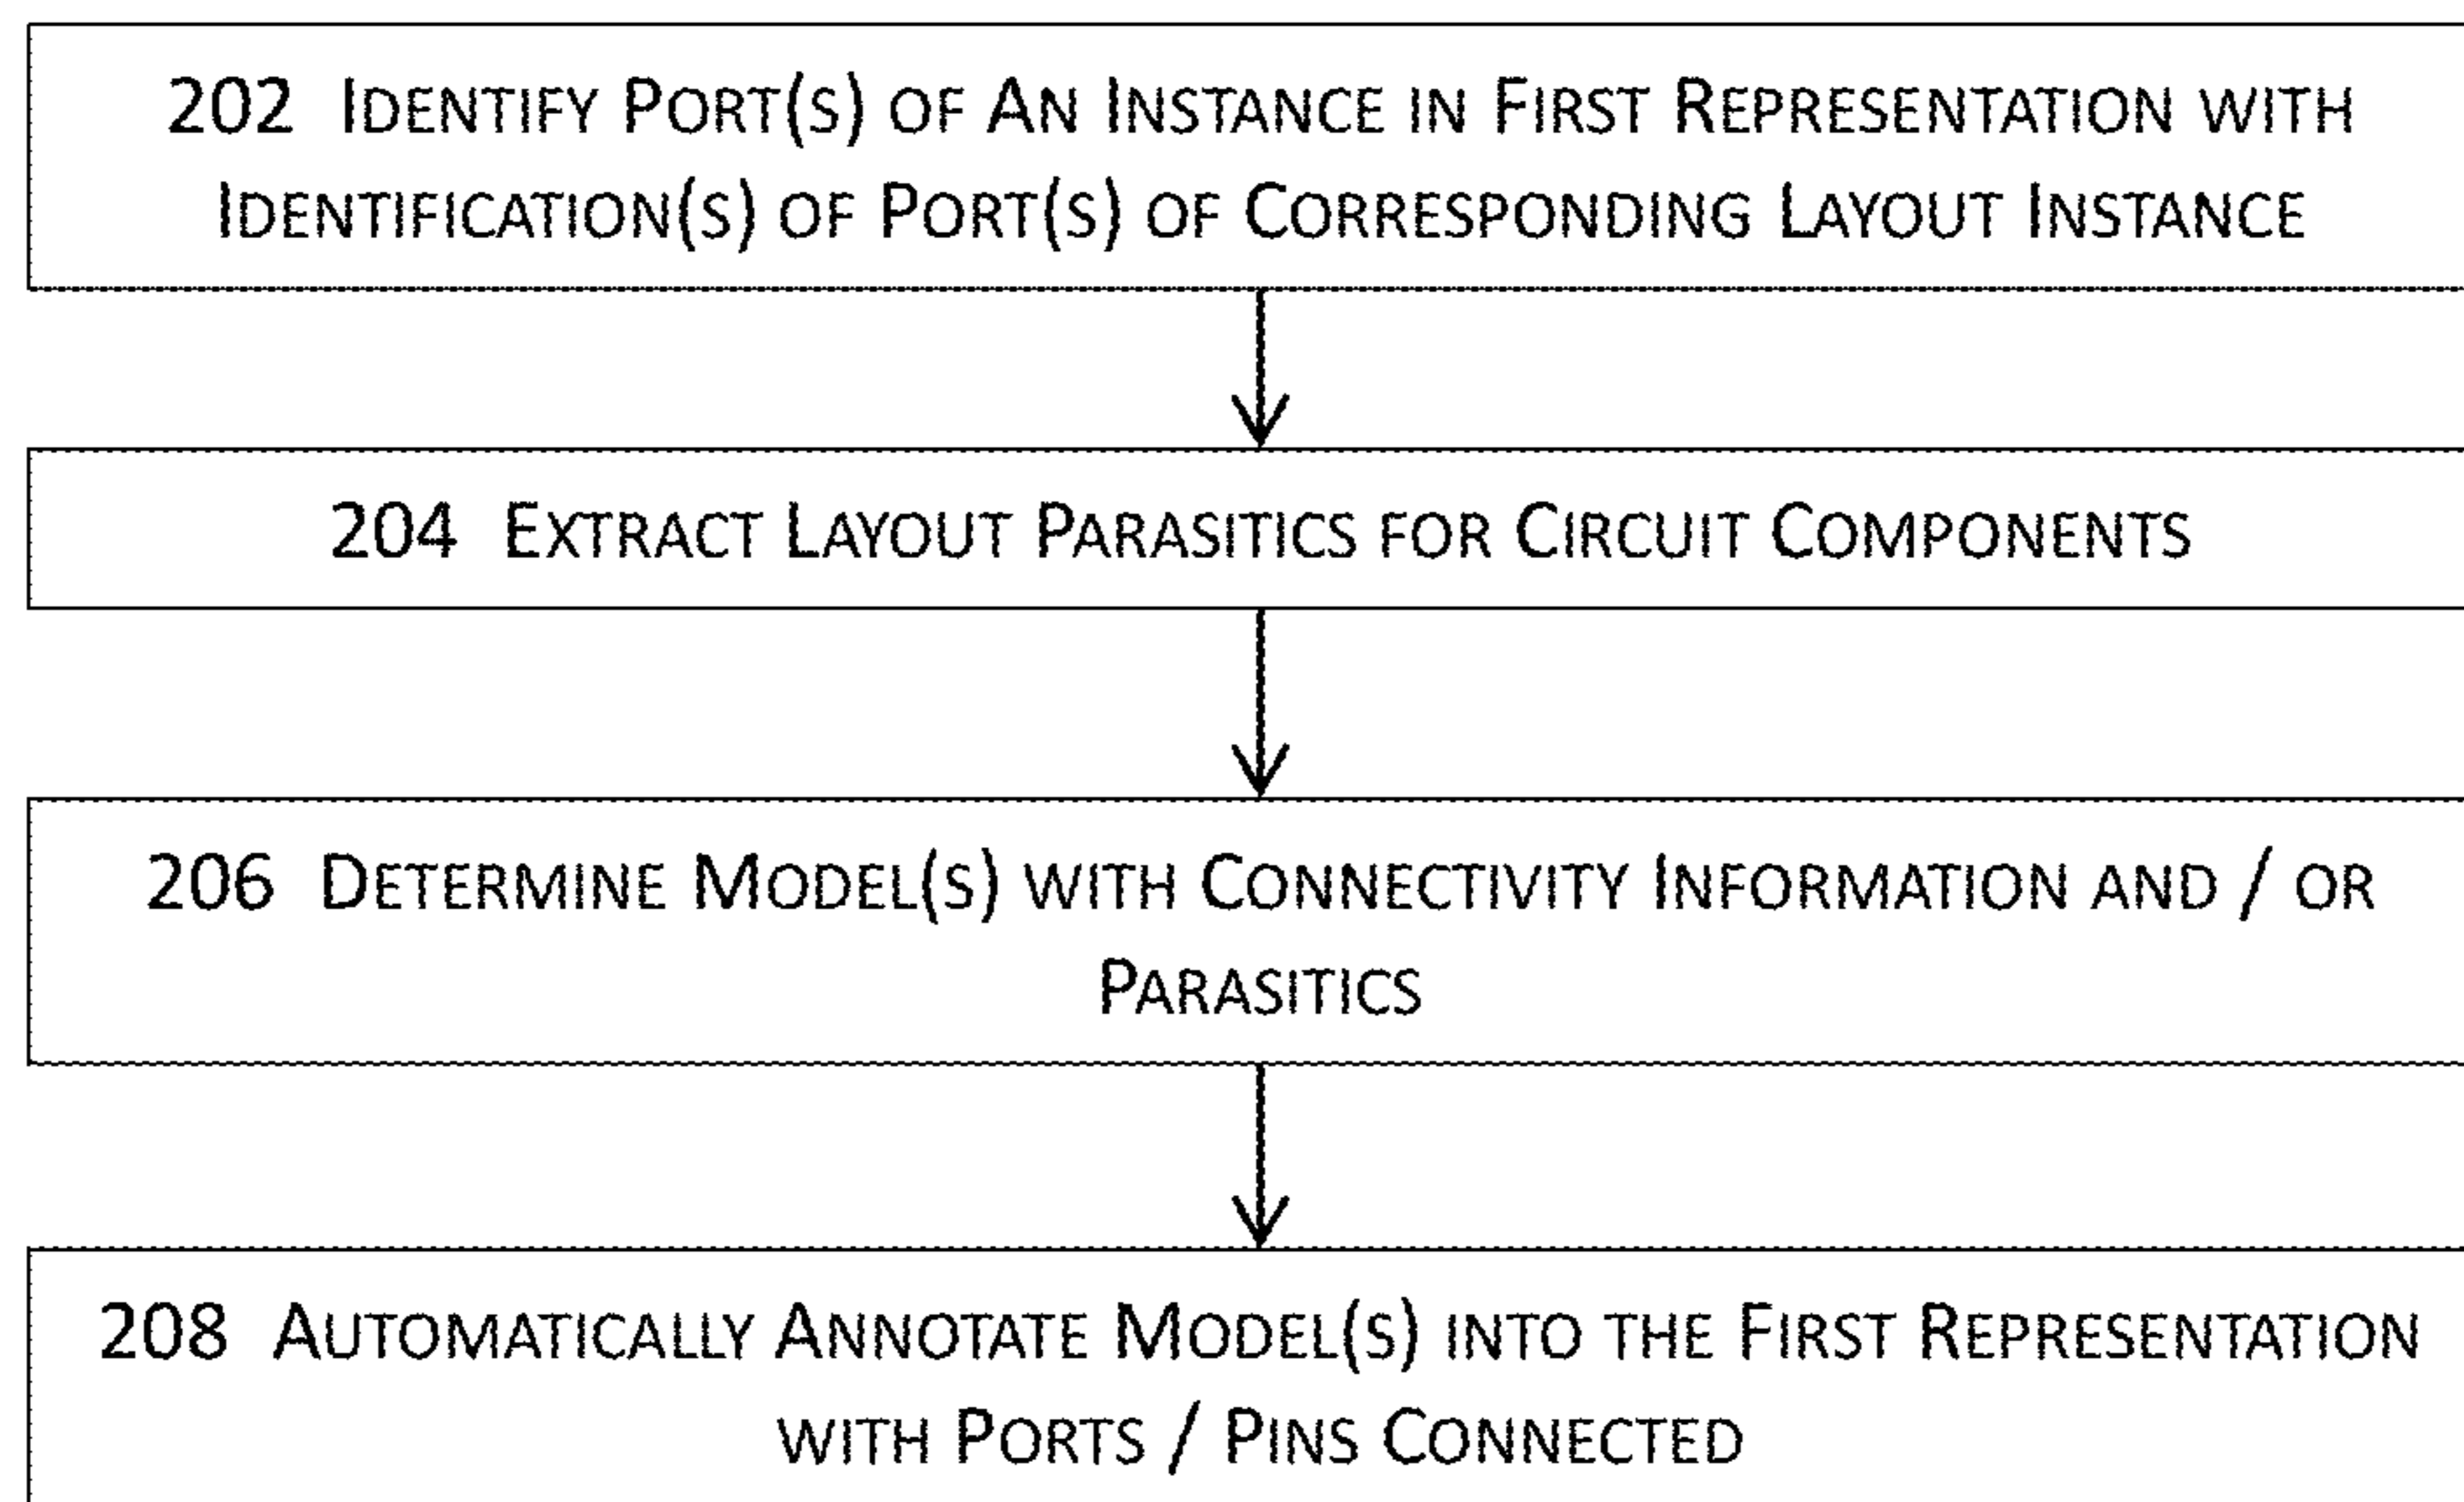 202 Identify Port(s) of An Instance in First Representation with
Identification(s) of Port(s) of Corresponding Layout Instance
204 Extract Layout Parasitics for Circuit Components
206 Determine Model(s) with Connectivity Information and / or
Parasitics
208 Automatically Annotate Model(s) into the First Representation
with Ports / Pins Connected